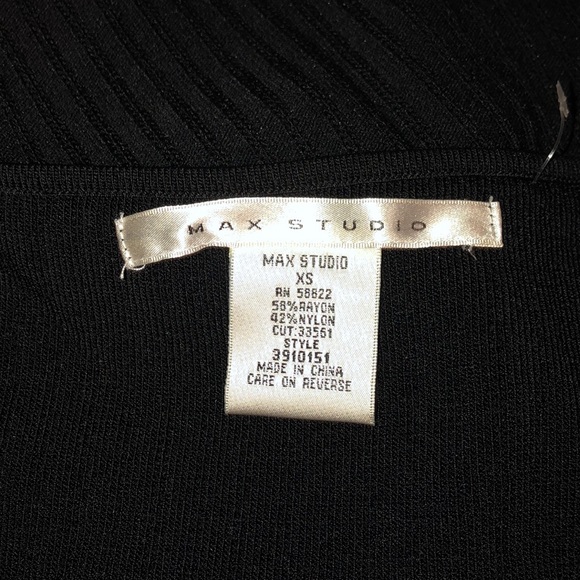 MAX STUDIO
MAX STUDIO
XS
RN 58822
58%RAYON
42%NYLON
CUT:33561
STYLE
3910151
MADE IN CHINA
CARE ON REVERSE